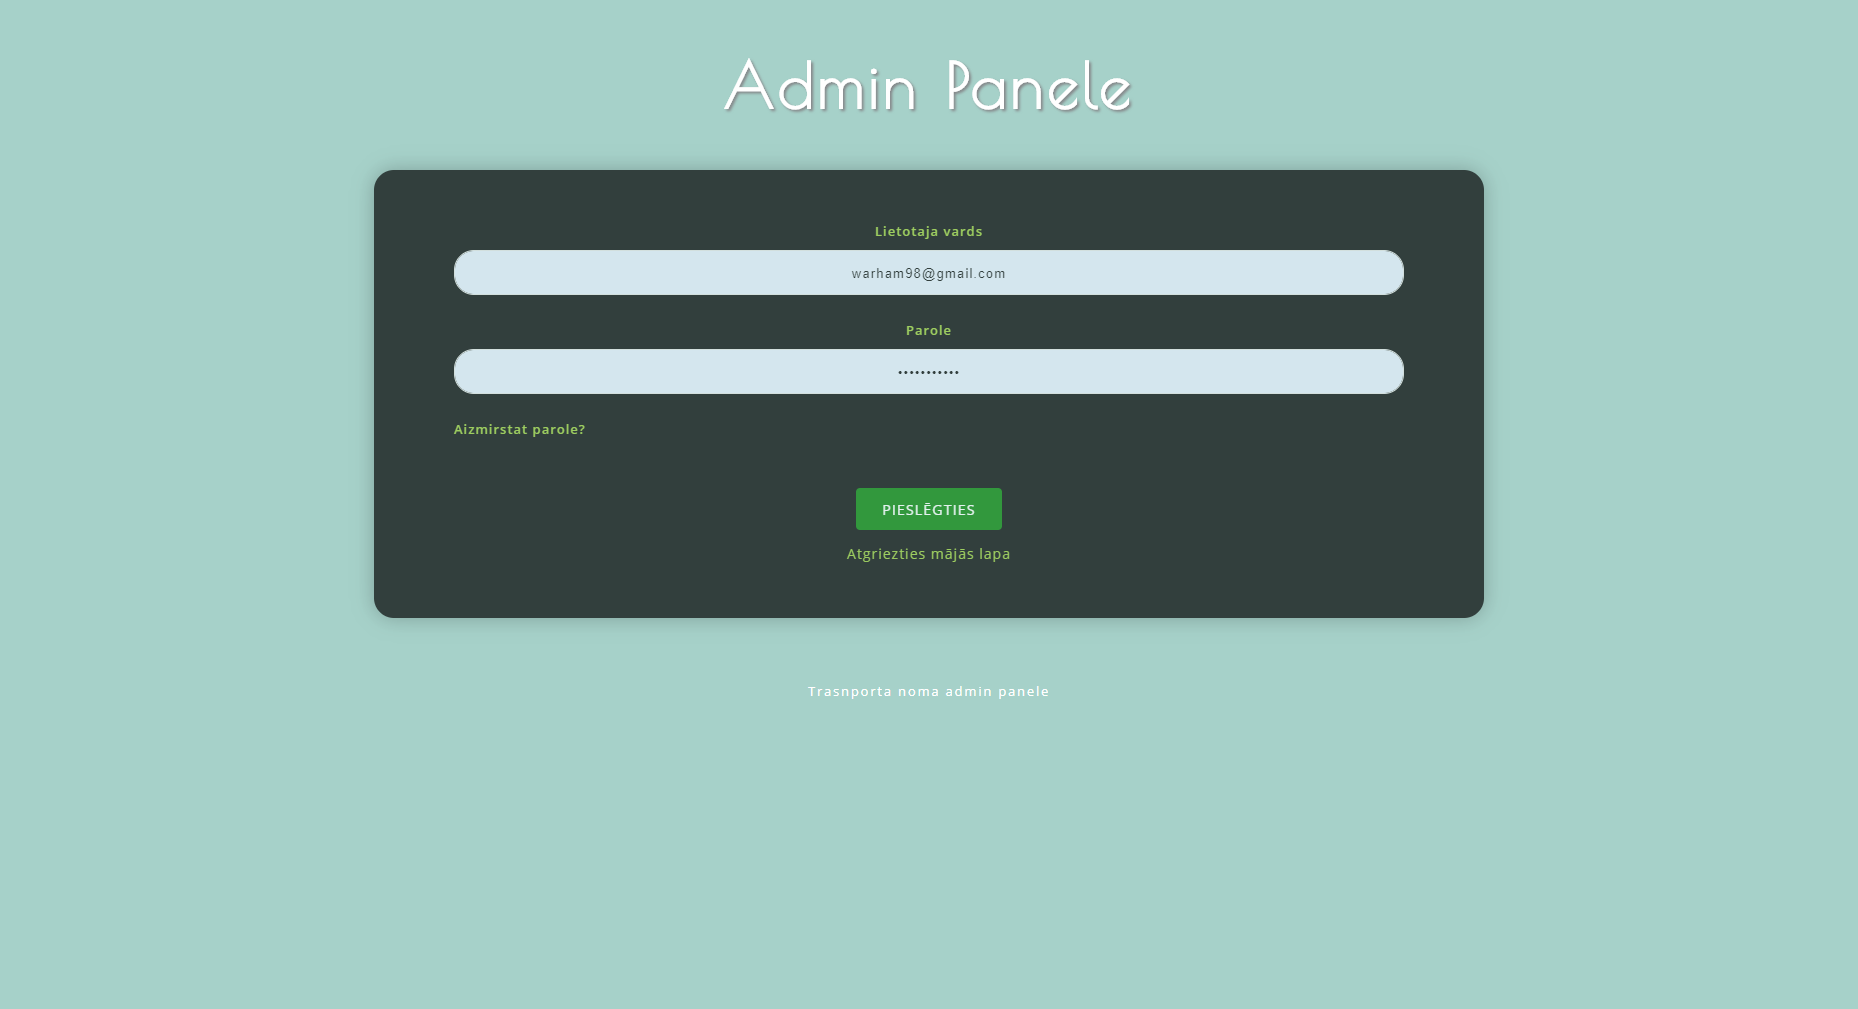 Admin Panele
Lietotaja vards
warham98@gmail.com
Parole
•••••••••••
Aizmirstat parole?
PIESLĒGTIES
Atgriezties mājās lapa
Trasnporta noma admin panele